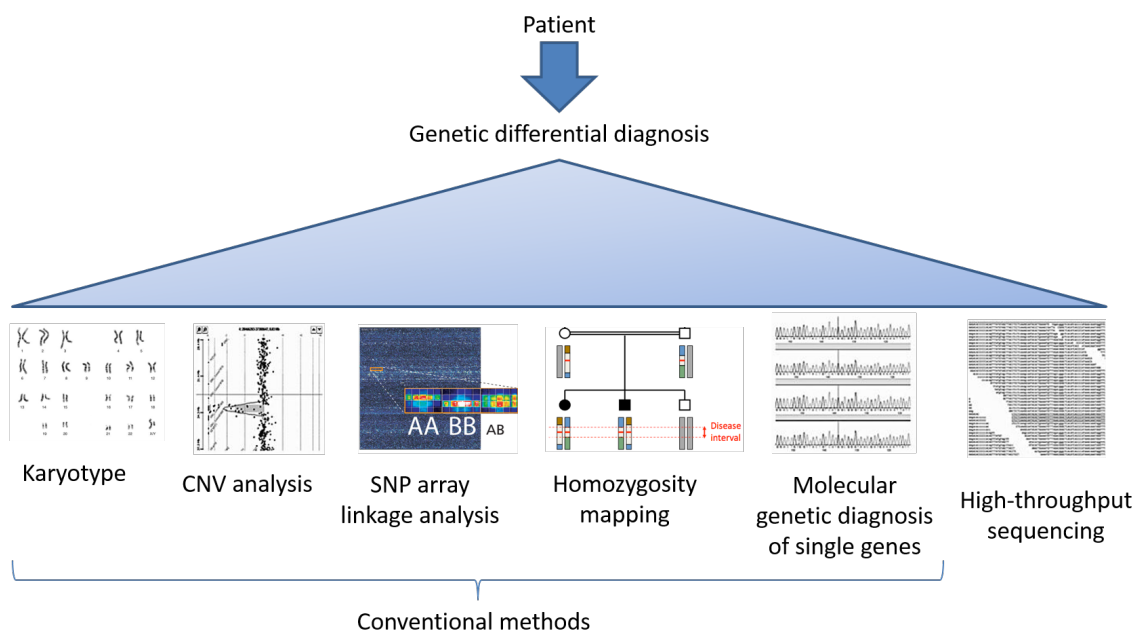 Patient
Genetic differential diagnosis
AA BB AB
Disease
interval
Karyotype
CNV analysis
SNP array
linkage analysis
Homozygosity
mapping
Molecular
genetic diagnosis
of single genes
High-throughput
sequencing
Conventional methods